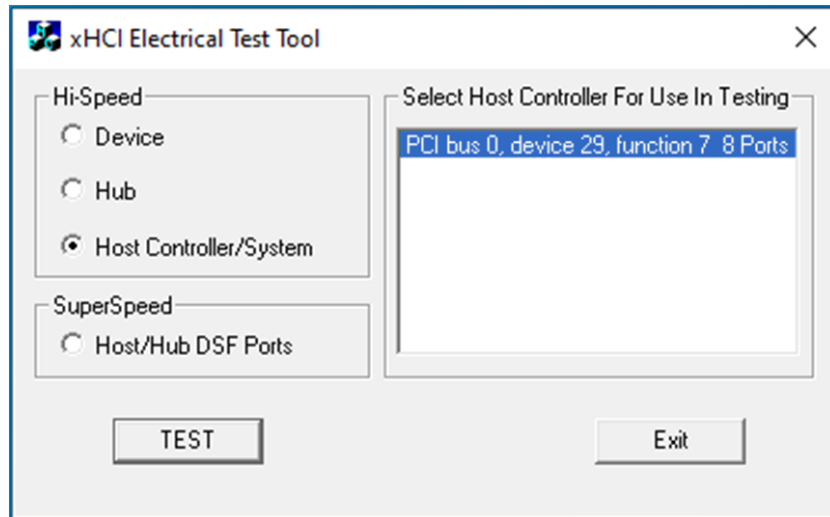 xHCI Electrical Test Tool
Hi-Speed
Device
Hub
Host Controller/System
SuperSpeed
Host/Hub DSF Ports
Select Host Controller For Use In Testing
PCI bus 0, device 29, function 7 8 Ports
TEST
Exit